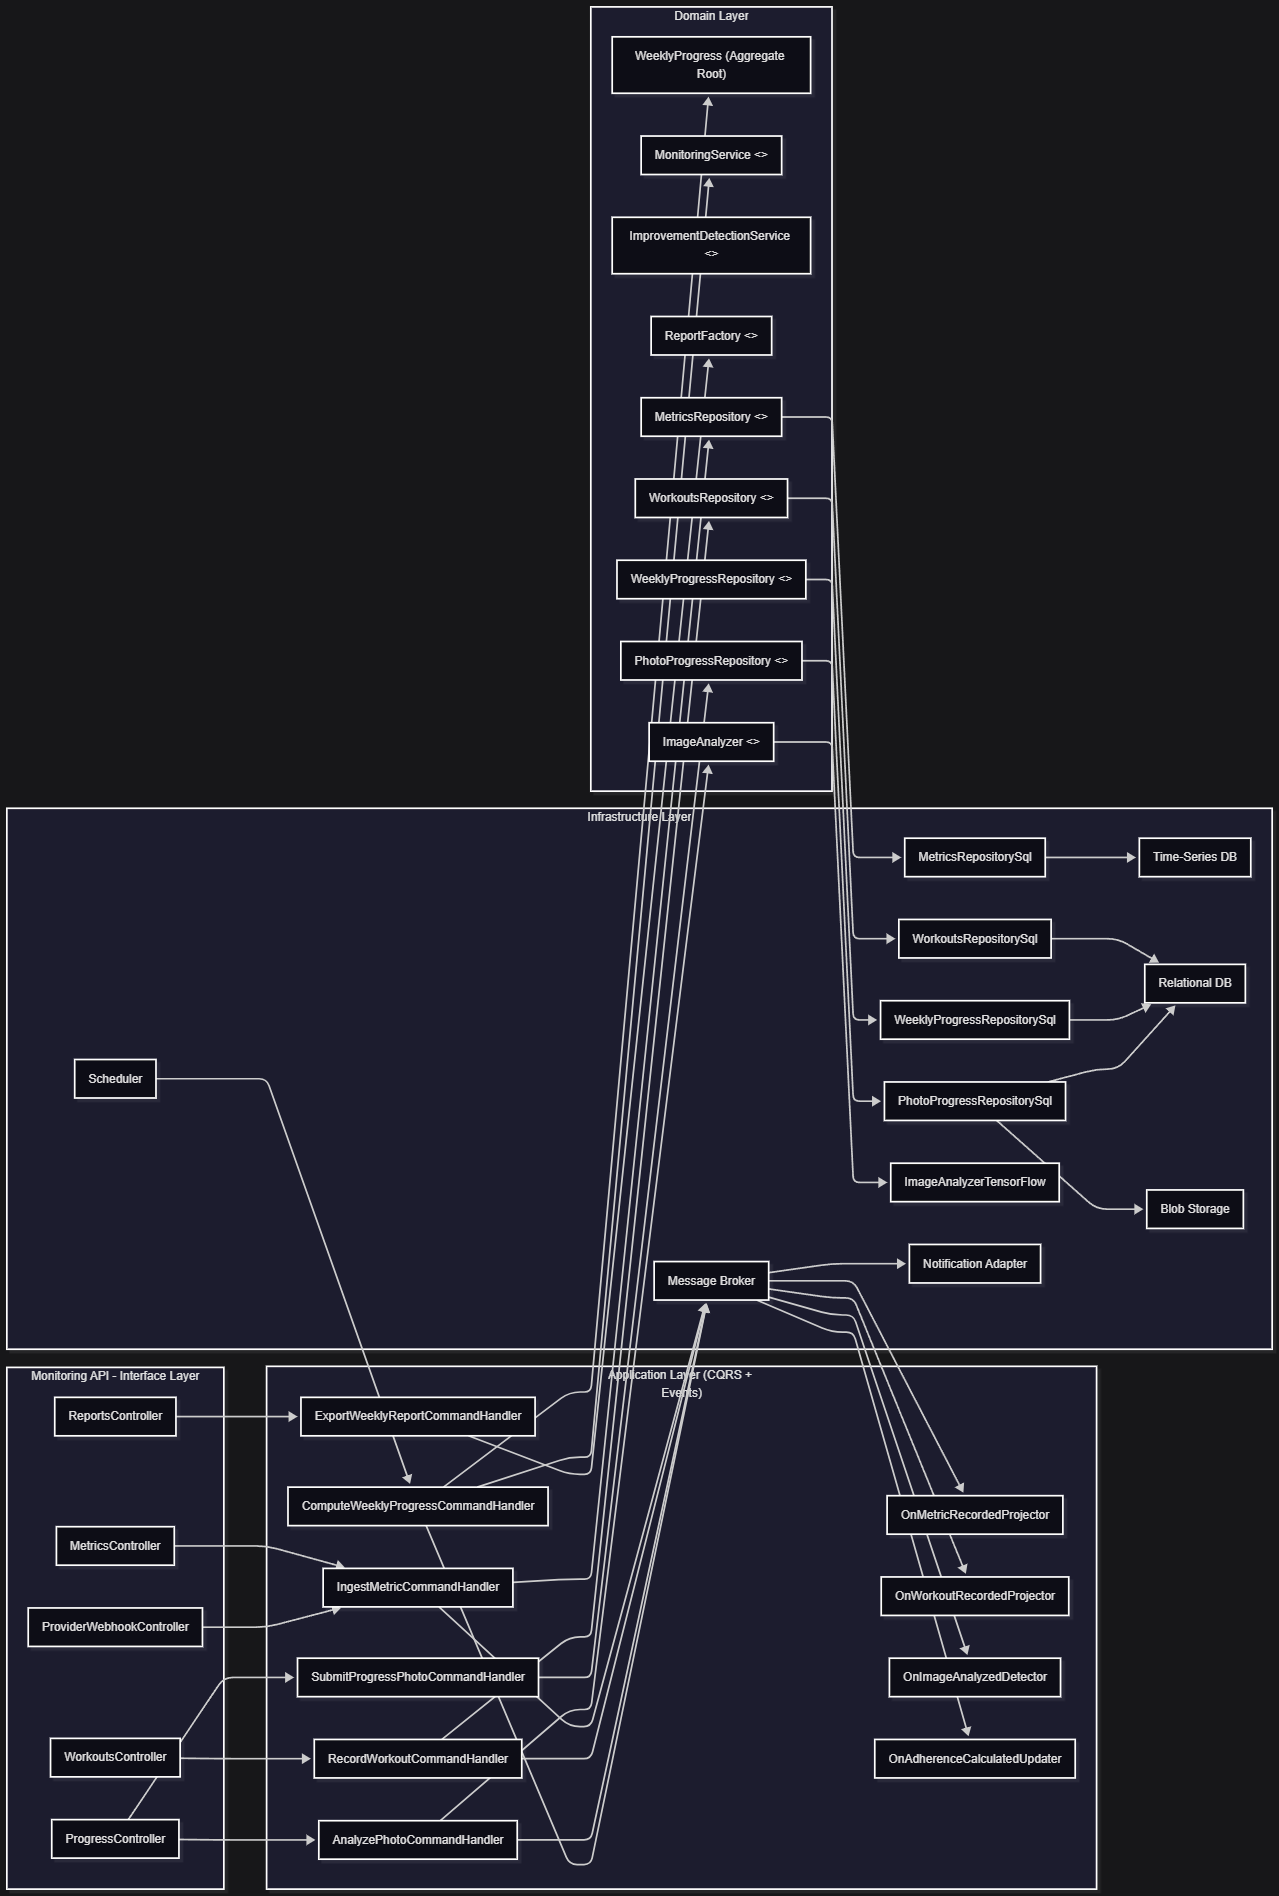 Domain Layer
WeeklyProgress (Aggregate
Root)
MonitoringService <>
ImprovementDetectionService
<>
ReportFactory <>
MetricsRepository <>
WorkoutsRepository <>
WeeklyProgressRepository <>
PhotoProgressRepository <>
ImageAnalyzer <>
Infrastructure Layer
MetricsRepositorySql
Time-Series DB
WorkoutsRepositorySql
Relational DB
WeeklyProgressRepositorySql
Scheduler
PhotoProgressRepositorySql
ImageAnalyzerTensorFlow
Blob Storage
Notification Adapter
Message Broker
Monitoring API - Interface Layer
ReportsController
MetricsController
ProviderWebhookController
WorkoutsController
ProgressController
Application Layer (CQRS +
Events)
ExportWeeklyReportCommandHandler
ComputeWeeklyProgressCommandHandler
IngestMetricCommandHandler
SubmitProgressPhotoCommandHandler
RecordWorkoutCommandHandler
AnalyzePhotoCommandHandler
OnMetricRecordedProjector
OnWorkoutRecordedProjector
OnImageAnalyzedDetector
OnAdherenceCalculatedUpdater